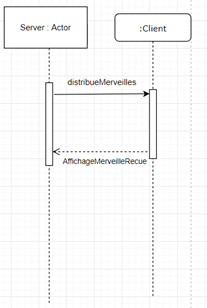 Server : Actor
:Client
distribueMerveilles
AffichageMerveilleRecue